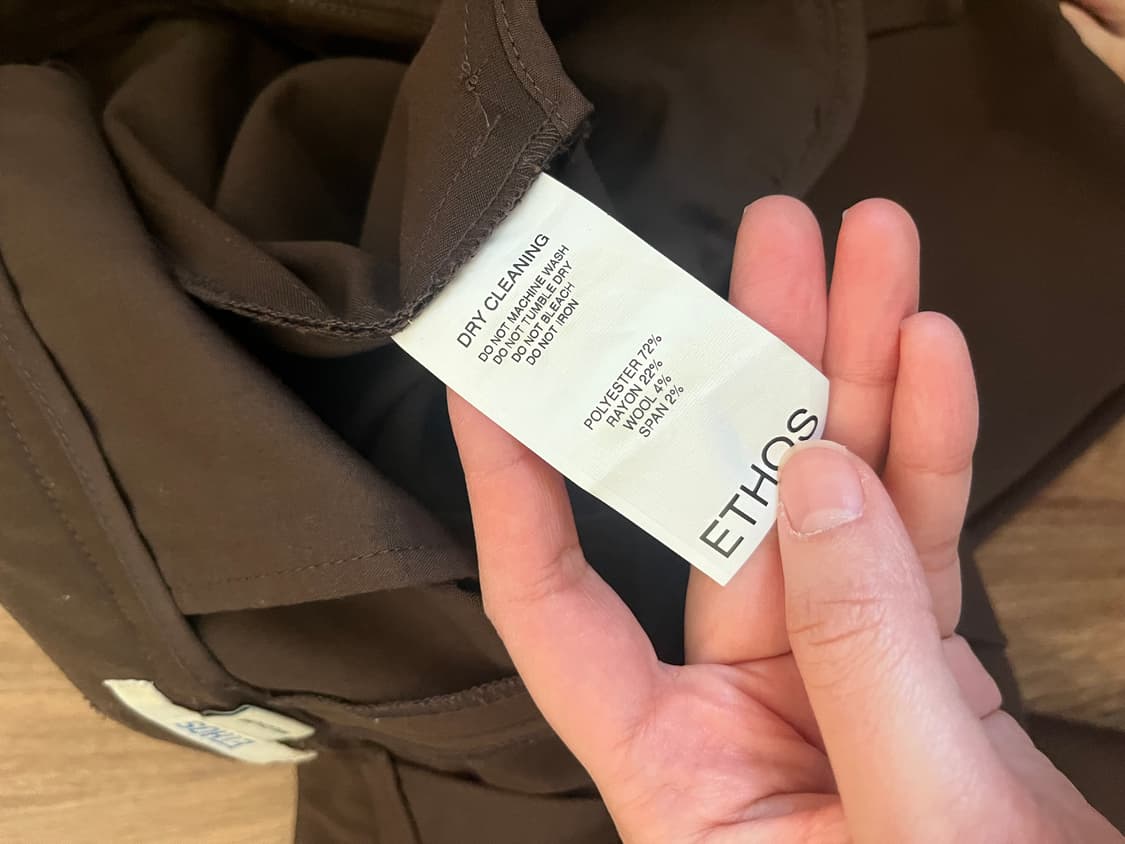 DRY CLEANING
DO NOT MACHINE WASH
DO NOT TUMBLE DRY
DO NOT BLEACH
DO NOT IRON
POLYESTER 72%
RAYON 22%
WOOL 4%
SPAN 2%
ETHOS
ETHOS